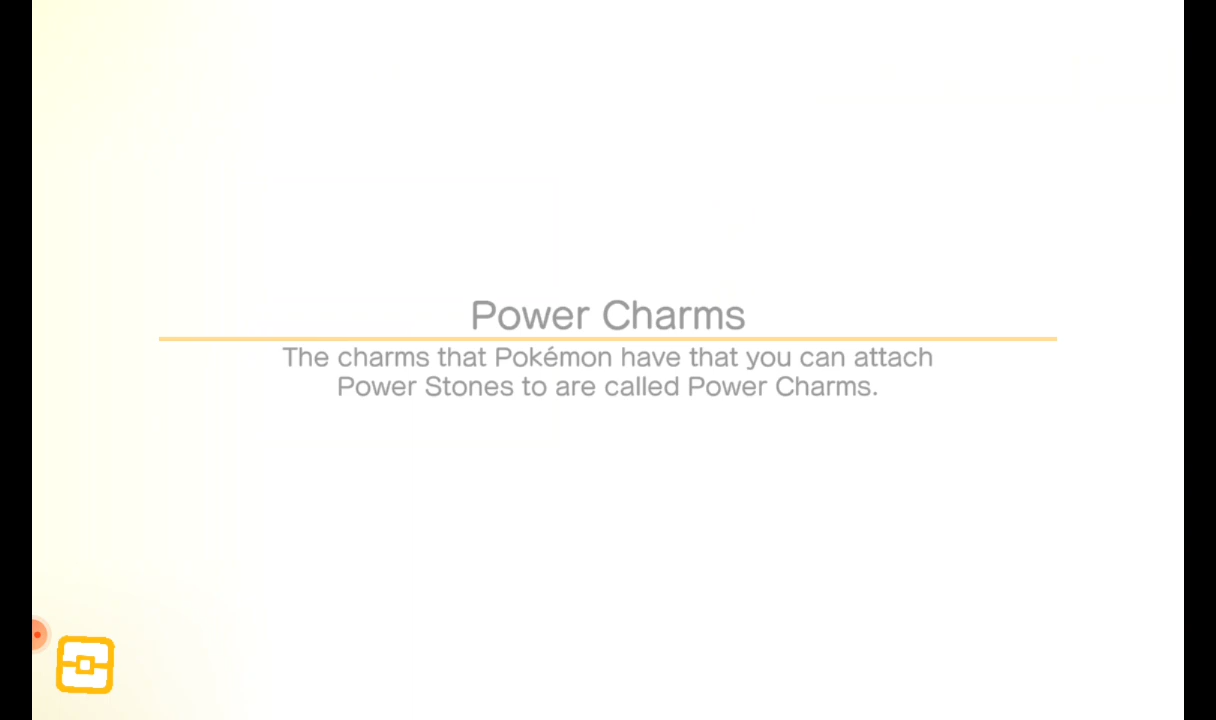 Power Charms
The charms that Pokémon have that you can attach
Power Stones to are called Power Charms.